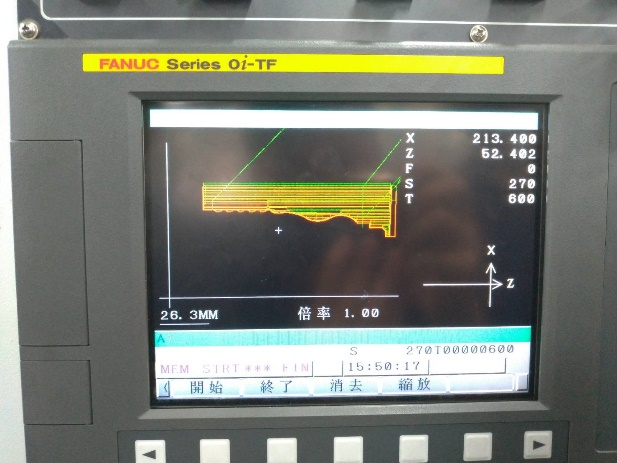 FANUC Series 0i-TF
X 213.400
Z 52.402
F 0
S 270
T 600
X
Z
26.3MM 倍率 1.00
A
S 270T00000600
MEM STRT *** FIN 15:50:17
開始 終了 消去 縮放